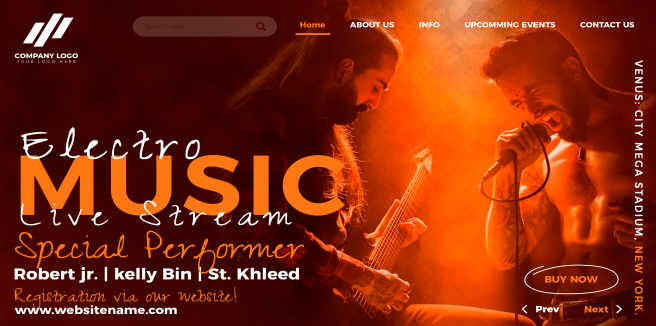 COMPANY LOGO
YOUR LOGO HERE
Search here
Home
ABOUT US
INFO
UPCOMMING EVENTS
CONTACT US
Electro
MUSIC
Live Stream
Special Performer
Robert jr. | kelly Bin | St. Khleed
Registration via our website!
www.websitename.com
VENUS: CITY MEGA STADIUM, NEW YORK.
BUY NOW
Prev
Next